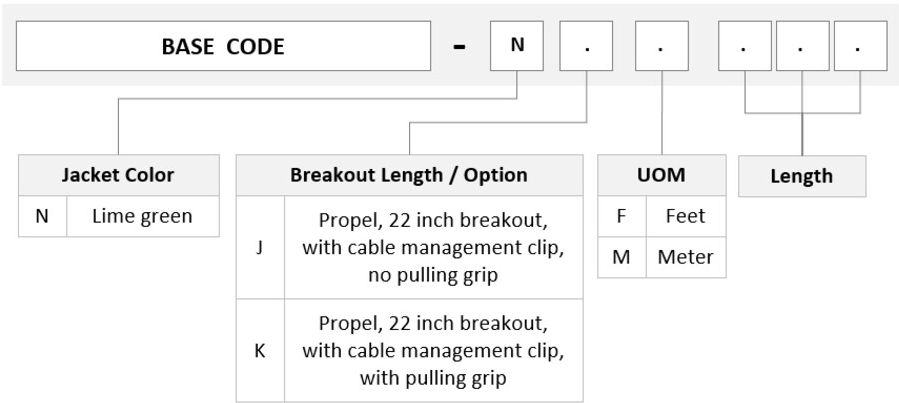 BASE CODE - N . . . . .
Jacket Color
N Lime green
Breakout Length / Option
J Propel, 22 inch breakout,
with cable management clip,
no pulling grip
K Propel, 22 inch breakout,
with cable management clip,
with pulling grip
UOM
F Feet
M Meter
Length